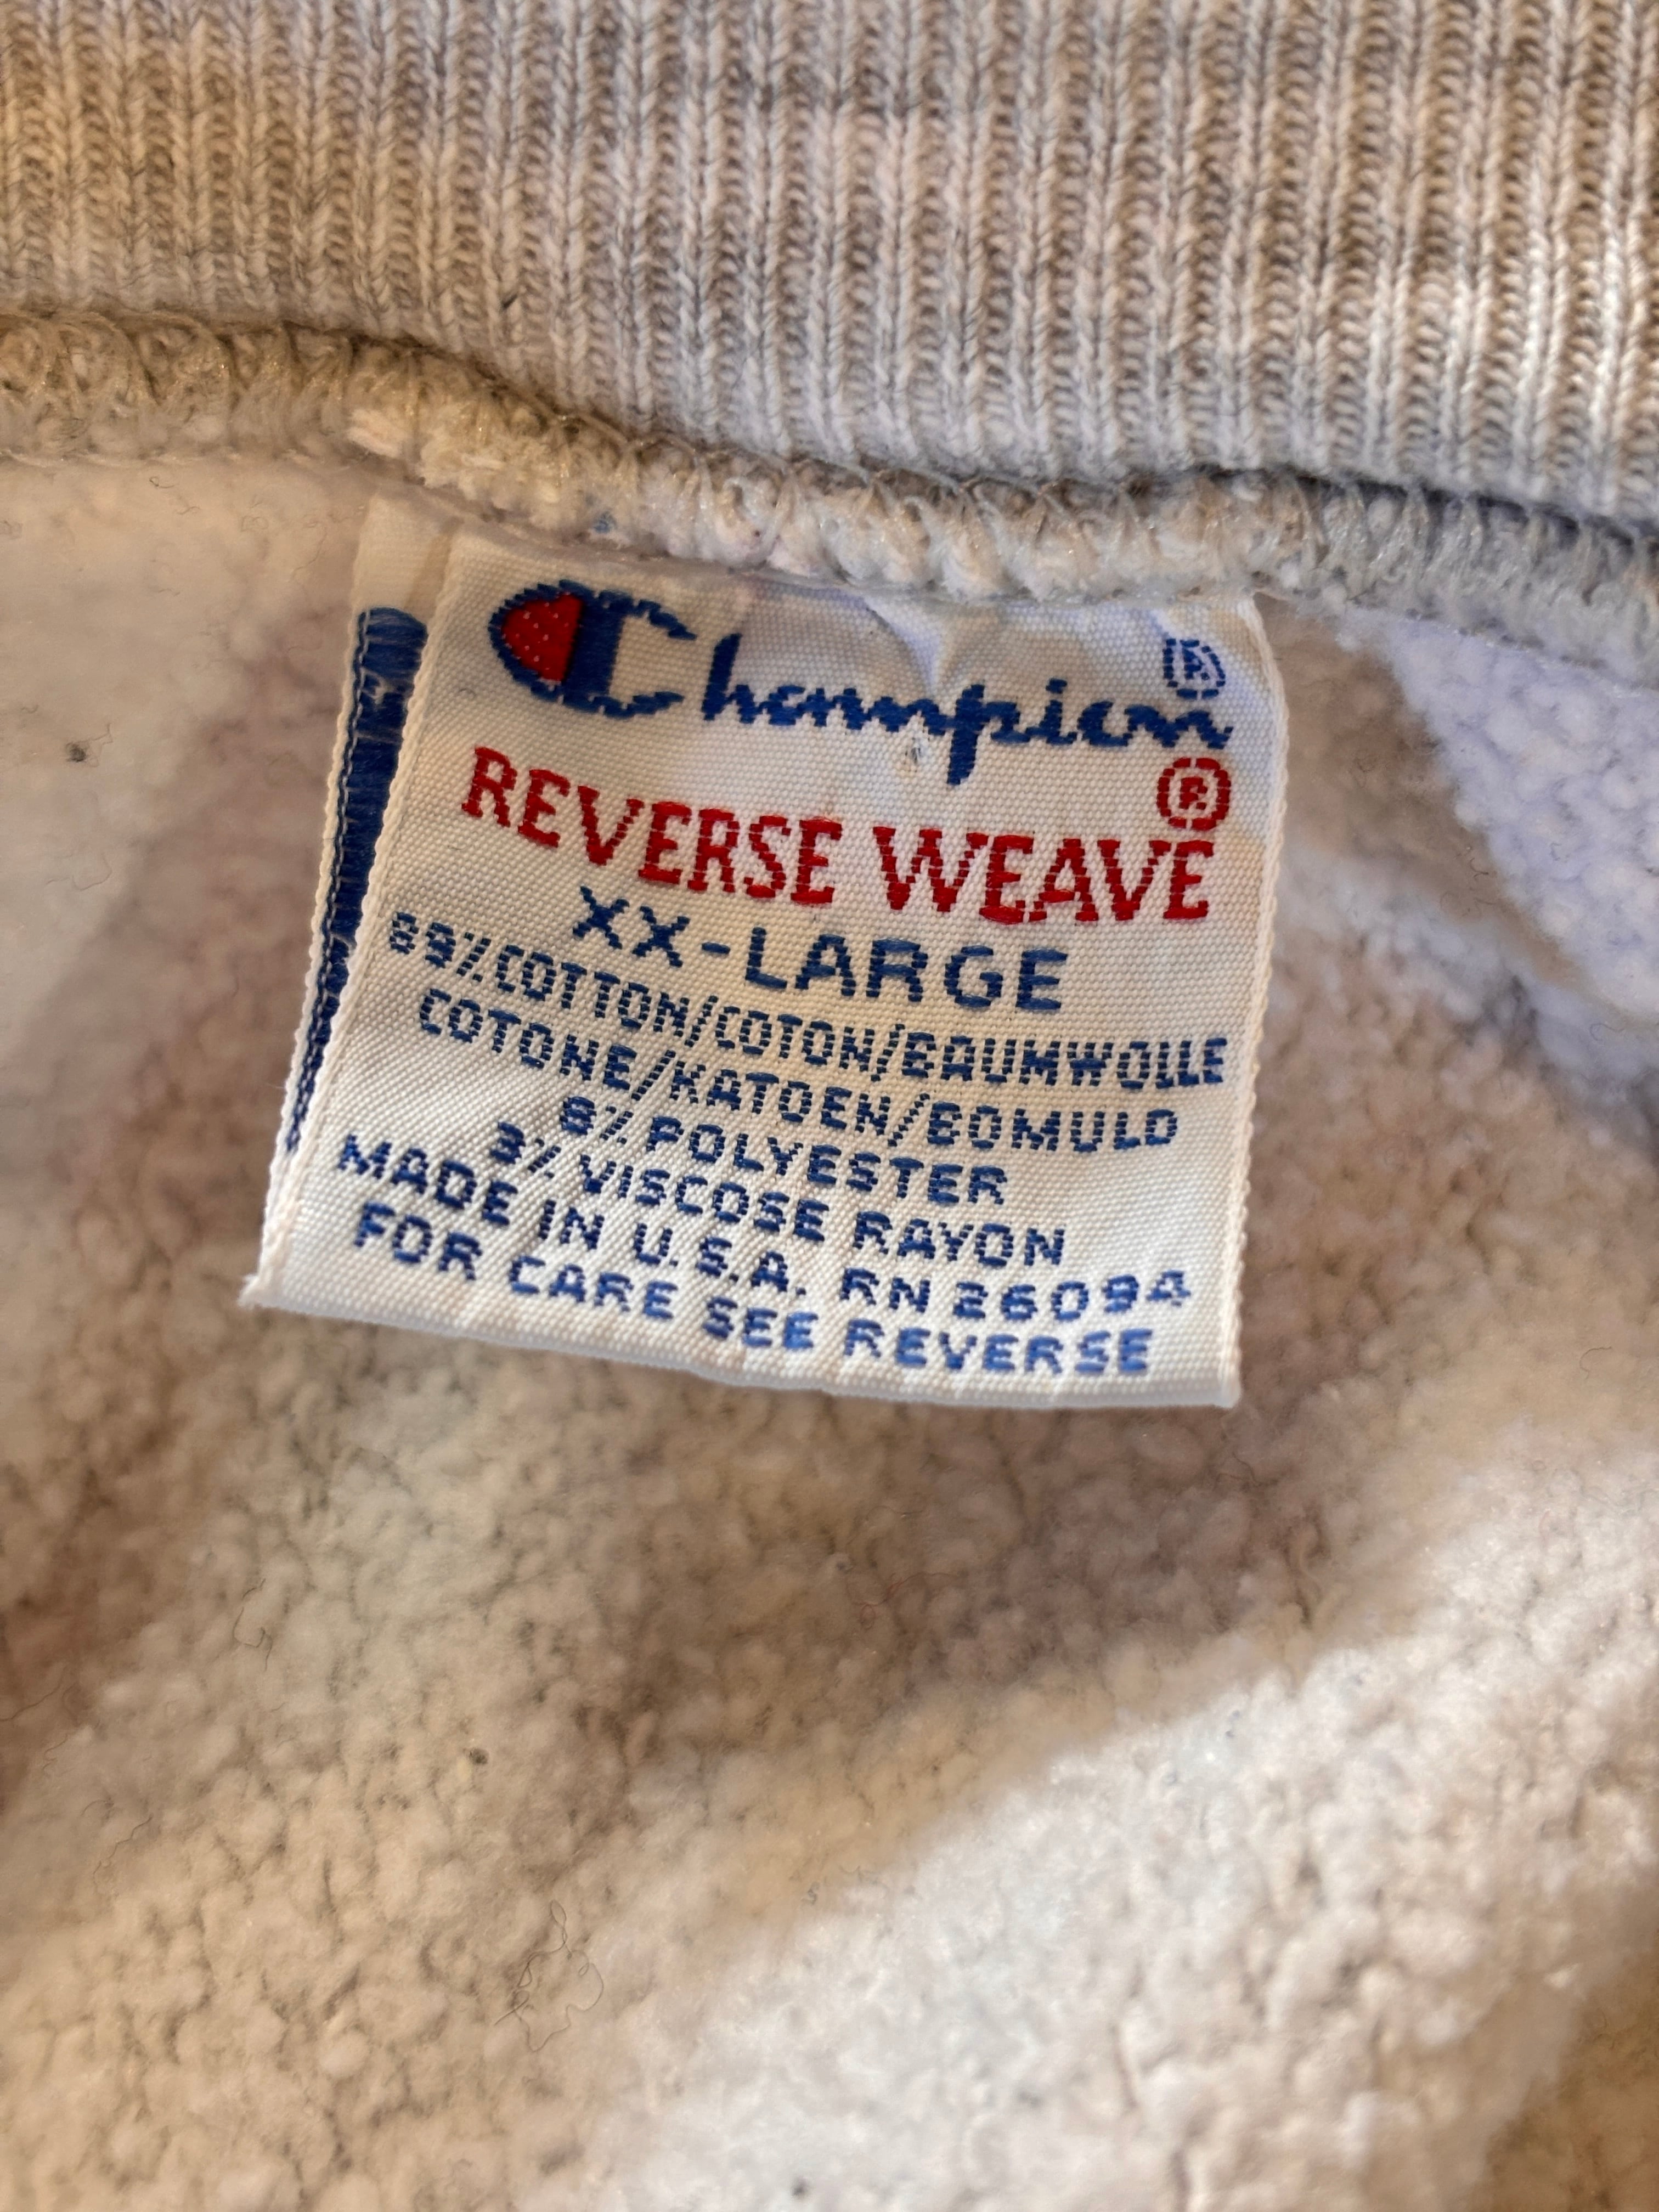 Champion®
REVERSE WEAVE®
XX-LARGE
89% COTTON/COTON/BAUMWOLLE
COTONE/KATOEN/BOMULD
8% POLYESTER
3% VISCOSE RAYON
MADE IN U.S.A. RN 26094
FOR CARE SEE REVERSE